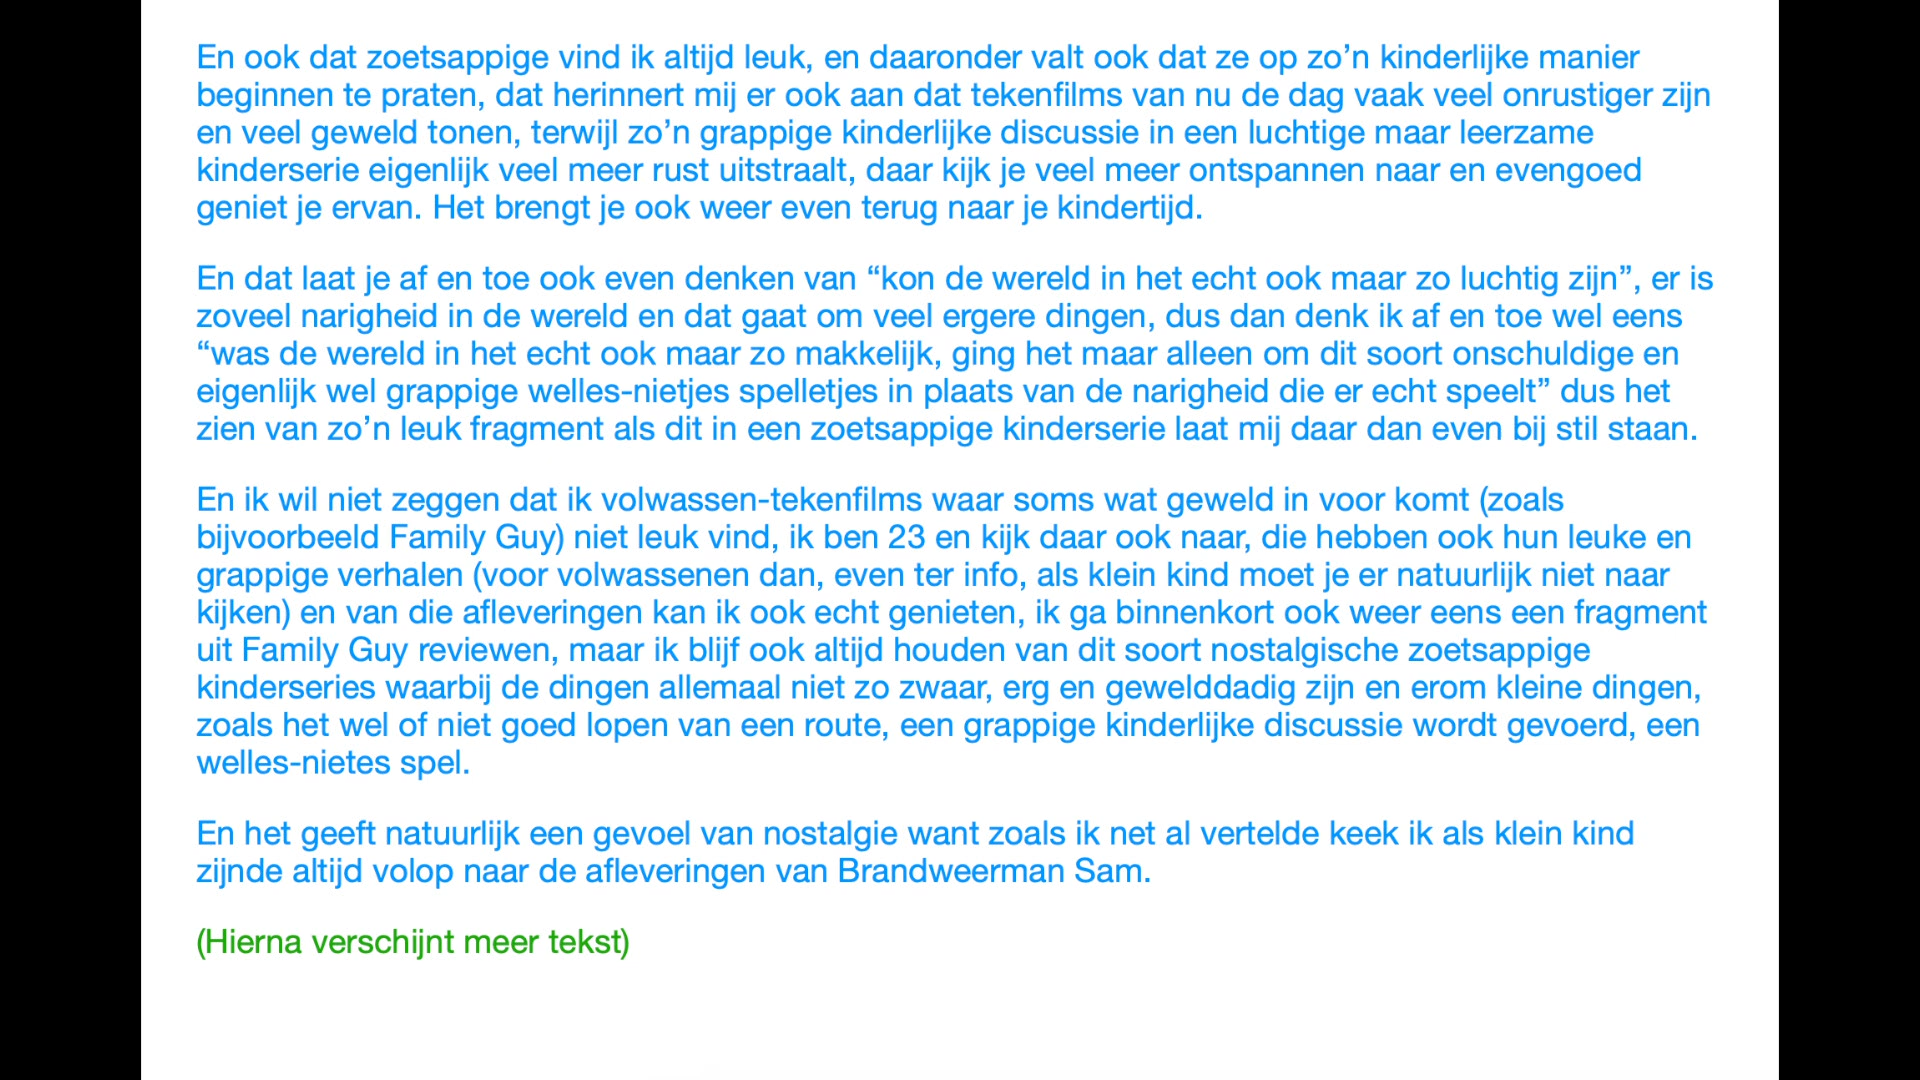 En ook dat zoetsappige vind ik altijd leuk, en daaronder valt ook dat ze op zo’n kinderlijke manier
beginnen te praten, dat herinnert mij er ook aan dat tekenfilms van nu de dag vaak veel onrustiger zijn
en veel geweld tonen, terwijl zo’n grappige kinderlijke discussie in een luchtige maar leerzame
kinderserie eigenlijk veel meer rust uitstraalt, daar kijk je veel meer ontspannen naar en evengoed
geniet je ervan. Het brengt je ook weer even terug naar je kindertijd.
En dat laat je af en toe ook even denken van “kon de wereld in het echt ook maar zo luchtig zijn”, er is
zoveel narigheid in de wereld en dat gaat om veel ergere dingen, dus dan denk ik af en toe wel eens
“was de wereld in het echt ook maar zo makkelijk, ging het maar alleen om dit soort onschuldige en
eigenlijk wel grappige welles-nietjes spelletjes in plaats van de narigheid die er echt speelt” dus het
zien van zo’n leuk fragment als dit in een zoetsappige kinderserie laat mij daar dan even bij stil staan.
En ik wil niet zeggen dat ik volwassen-tekenfilms waar soms wat geweld in voor komt (zoals
bijvoorbeeld Family Guy) niet leuk vind, ik ben 23 en kijk daar ook naar, die hebben ook hun leuke en
grappige verhalen (voor volwassenen dan, even ter info, als klein kind moet je er natuurlijk niet naar
kijken) en van die afleveringen kan ik ook echt genieten, ik ga binnenkort ook weer eens een fragment
uit Family Guy reviewen, maar ik blijf ook altijd houden van dit soort nostalgische zoetsappige
kinderseries waarbij de dingen allemaal niet zo zwaar, erg en gewelddadig zijn en erom kleine dingen,
zoals het wel of niet goed lopen van een route, een grappige kinderlijke discussie wordt gevoerd, een
welles-nietes spel.
En het geeft natuurlijk een gevoel van nostalgie want zoals ik net al vertelde keek ik als klein kind
zijnde altijd volop naar de afleveringen van Brandweerman Sam.
(Hierna verschijnt meer tekst)